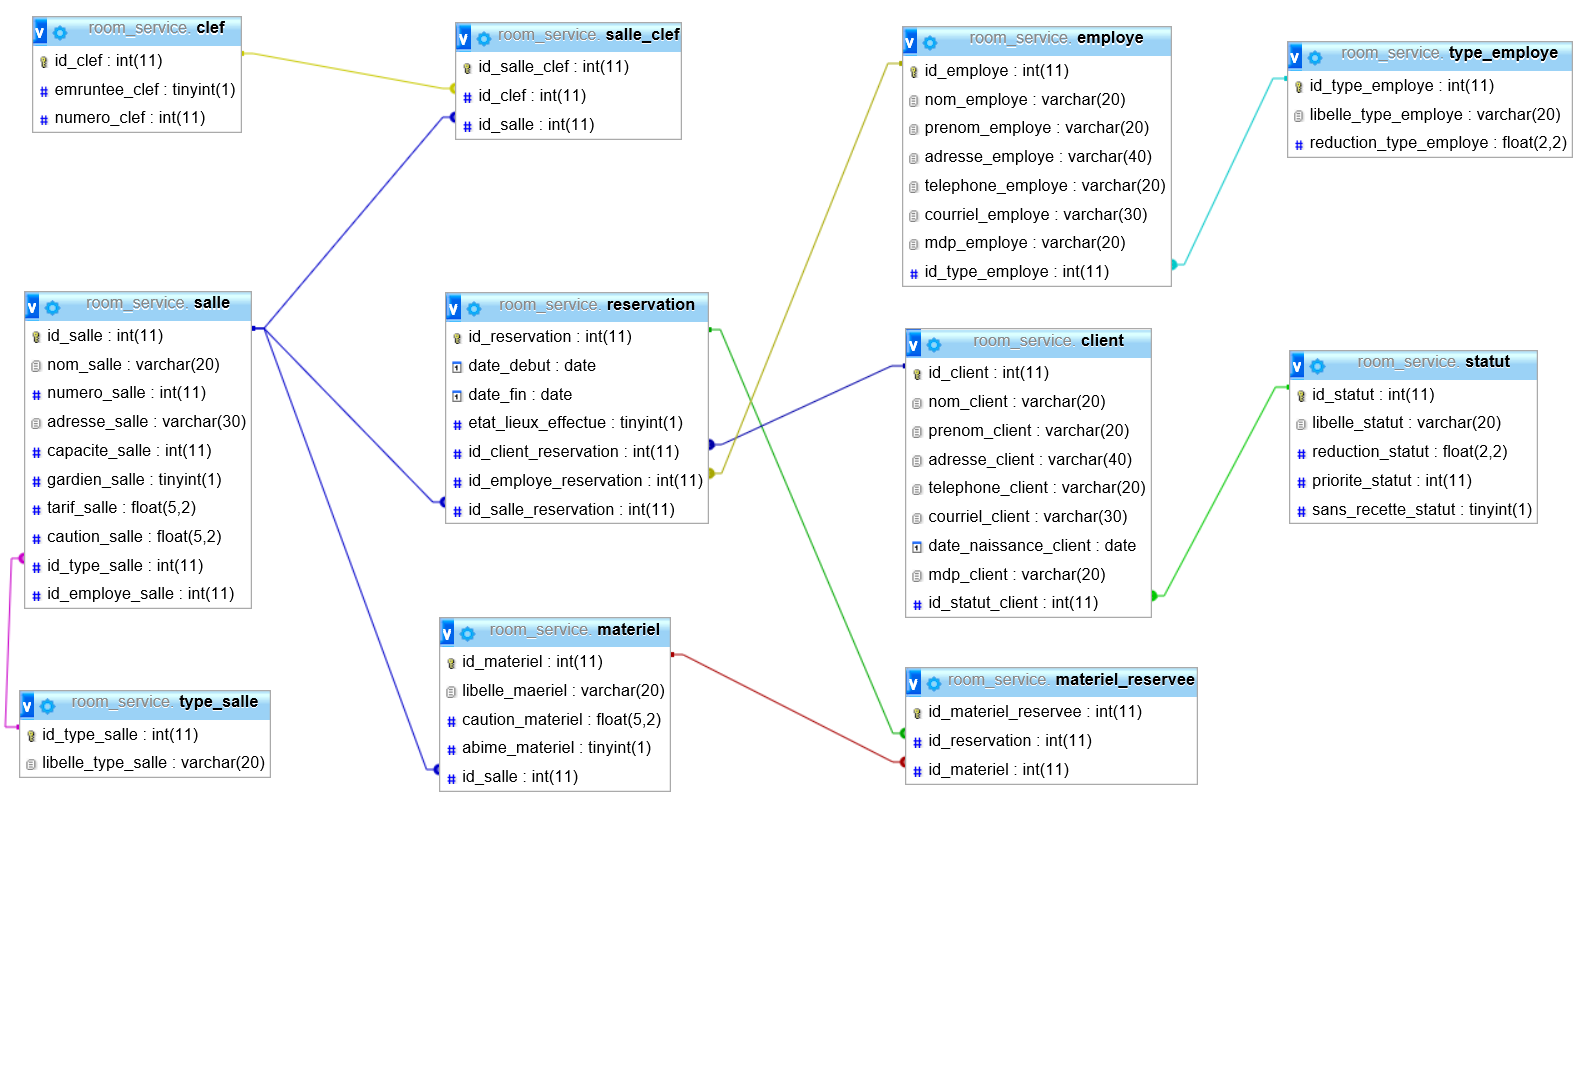 room_service. clef
id_clef : int(11)
emruntee_clef : tinyint(1)
numero_clef : int(11)
room_service. salle_clef
id_salle_clef : int(11)
id_clef : int(11)
id_salle : int(11)
room_service. employe
id_employe : int(11)
nom_employe : varchar(20)
prenom_employe : varchar(20)
adresse_employe : varchar(40)
telephone_employe : varchar(20)
courriel_employe : varchar(30)
mdp_employe : varchar(20)
id_type_employe : int(11)
room_service. type_employe
id_type_employe : int(11)
libelle_type_employe : varchar(20)
reduction_type_employe : float(2,2)
room_service. salle
id_salle : int(11)
nom_salle : varchar(20)
numero_salle : int(11)
adresse_salle : varchar(30)
capacite_salle : int(11)
gardien_salle : tinyint(1)
tarif_salle : float(5,2)
caution_salle : float(5,2)
id_type_salle : int(11)
id_employe_salle : int(11)
room_service. reservation
id_reservation : int(11)
date_debut : date
date_fin : date
etat_lieux_effectue : tinyint(1)
id_client_reservation : int(11)
id_employe_reservation : int(11)
id_salle_reservation : int(11)
room_service. client
id_client : int(11)
nom_client : varchar(20)
prenom_client : varchar(20)
adresse_client : varchar(40)
telephone_client : varchar(20)
courriel_client : varchar(30)
date_naissance_client : date
mdp_client : varchar(20)
id_statut_client : int(11)
room_service. statut
id_statut : int(11)
libelle_statut : varchar(20)
reduction_statut : float(2,2)
priorite_statut : int(11)
sans_recette_statut : tinyint(1)
room_service. type_salle
id_type_salle : int(11)
libelle_type_salle : varchar(20)
room_service. materiel
id_materiel : int(11)
libelle_maeriel : varchar(20)
caution_materiel : float(5,2)
abime_materiel : tinyint(1)
id_salle : int(11)
room_service. materiel_reservee
id_materiel_reservee : int(11)
id_reservation : int(11)
id_materiel : int(11)